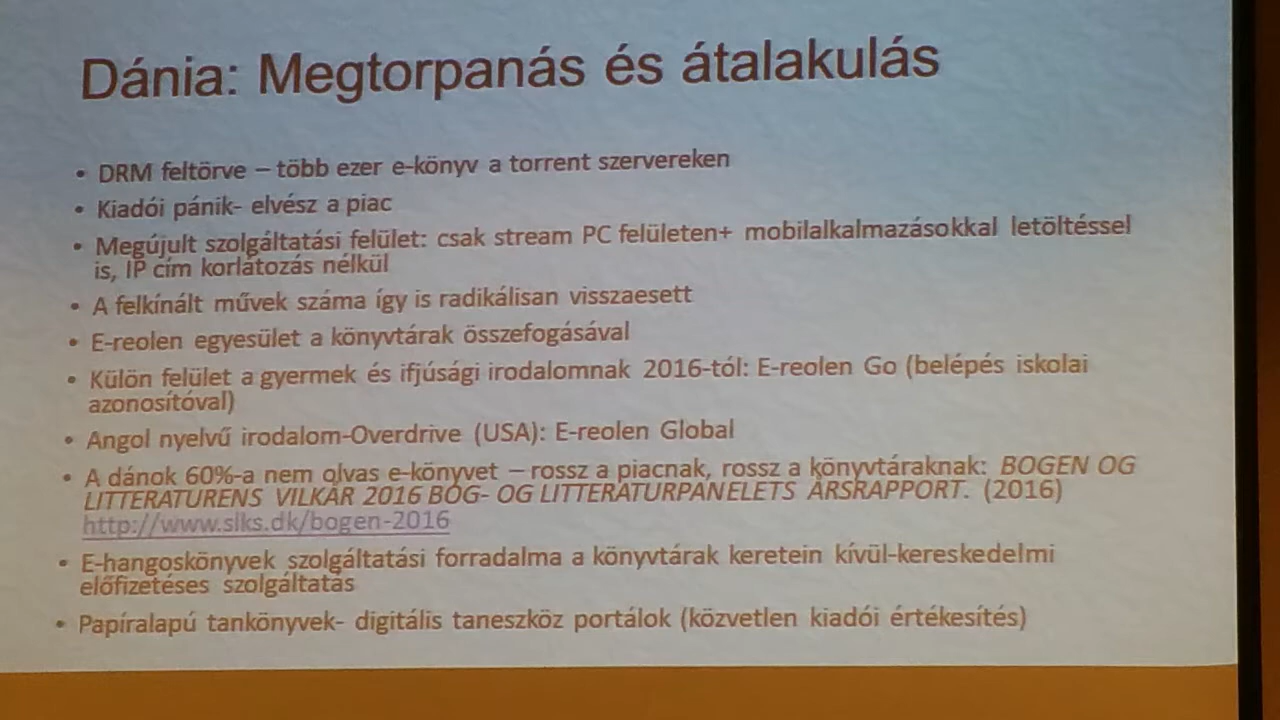 Dánia: Megtorpanás és átalakulás
• DRM feltörve – több ezer e-könyv a torrent szervereken
• Kiadói pánik- elvész a piac
• Megújult szolgáltatási felület: csak stream PC felületen+ mobilalkalmazásokkal letöltéssel
is, IP cím korlátozás nélkül
• A felkínált művek száma így is radikálisan visszaesett
• E-reolen egyesület a könyvtárak összefogásával
• Külön felület a gyermek és ifjúsági irodalomnak 2016-tól: E-reolen Go (belépés iskolai
azonosítóval)
• Angol nyelvű irodalom-Overdrive (USA): E-reolen Global
• A dánok 60%-a nem olvas e-könyvet – rossz a piacnak, rossz a könyvtáraknak: BOGEN OG
LITTERATURENS VILKÅR 2016 BOG- OG LITTERATURPANELETS ÅRSRAPPORT. (2016)
http://www.slks.dk/bogen-2016
• E-hangoskönyvek szolgáltatási forradalma a könyvtárak keretein kívül-kereskedelmi
előfizetéses szolgáltatás
• Papíralapú tankönyvek- digitális taneszköz portálok (közvetlen kiadói értékesítés)